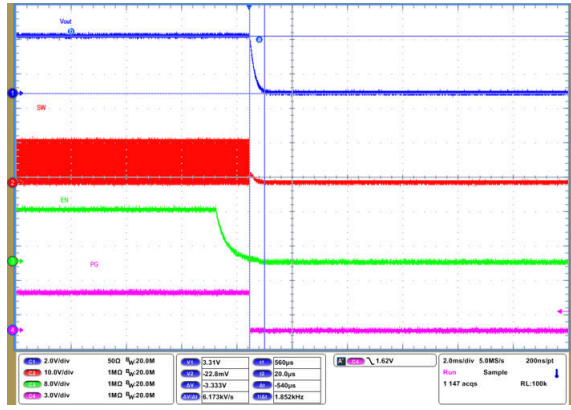 Vout
a
b
1
SW
2
EN
3
PG
4
C1 2.0V/div 50Ω BW:20.0M
C2 10.0V/div 1MΩ BW:20.0M
C3 8.0V/div 1MΩ BW:20.0M
C4 3.0V/div 1MΩ BW:20.0M
V1 3.31V
V2 -22.8mV
ΔV -3.333V
ΔV/Δt 6.173kV/s
t1 560µs
t2 20.0µs
Δt -540µs
1/Δt 1.852kHz
A' C4 1.62V
2.0ms/div 5.0MS/s 200ns/pt
Run Sample
1 147 acqs RL:100k